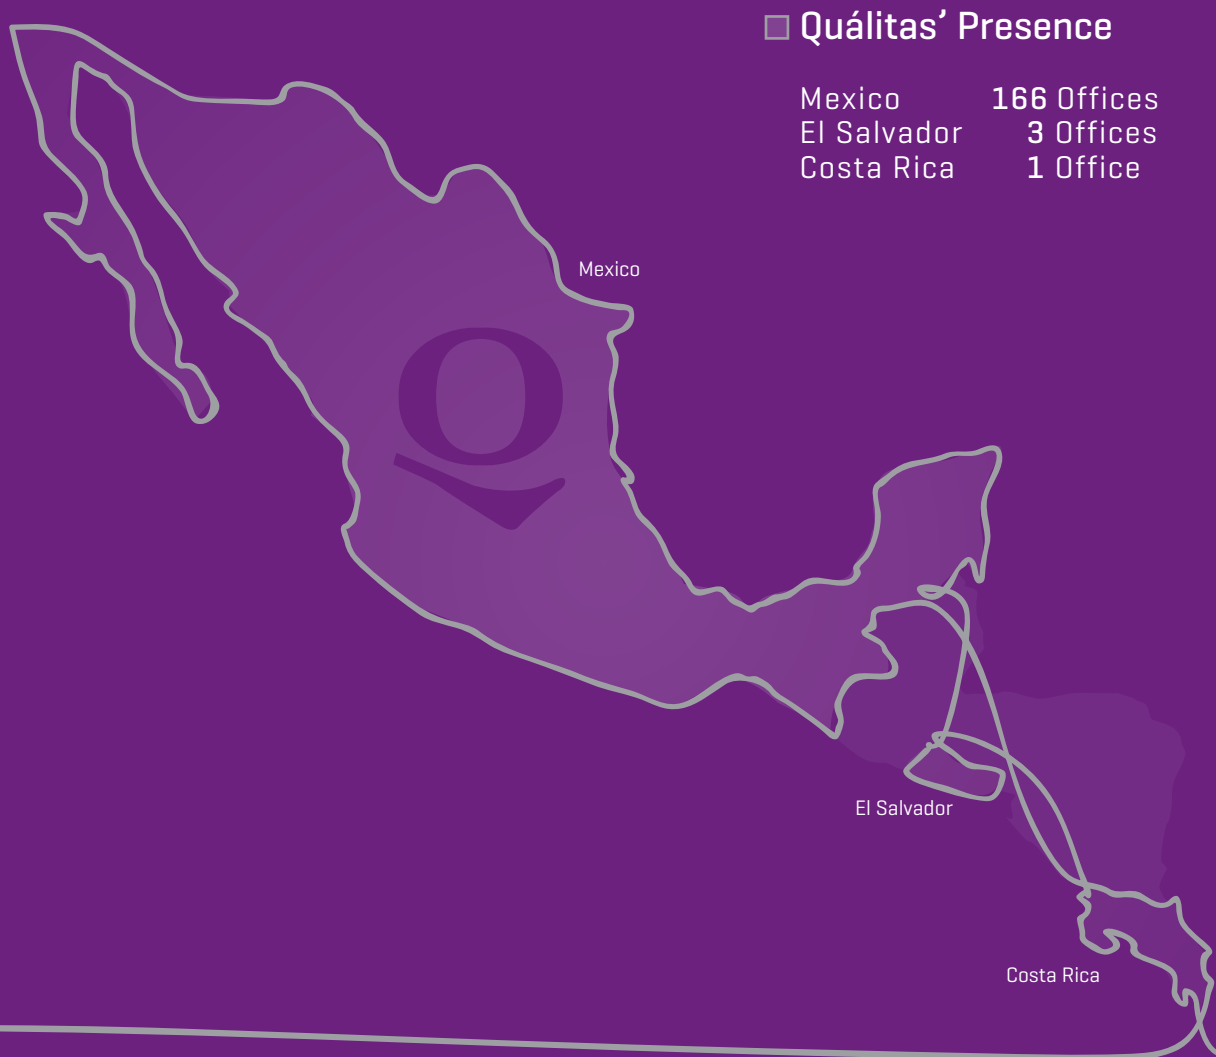 Quálitas’ Presence
Mexico 166 Offices
El Salvador 3 Offices
Costa Rica 1 Office
Mexico
Q
El Salvador
Costa Rica